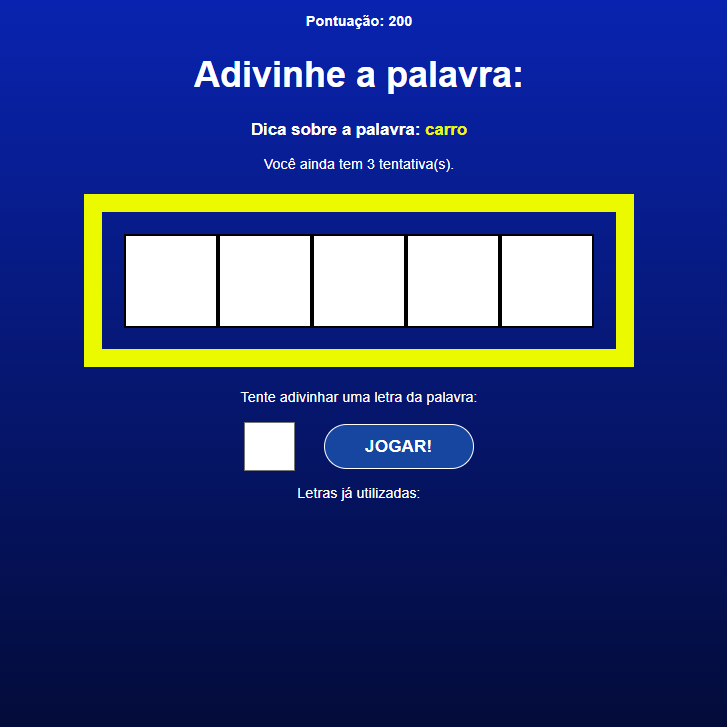 Pontuação: 200
Adivinhe a palavra:
Dica sobre a palavra: carro
Você ainda tem 3 tentativa(s).
Tente adivinhar uma letra da palavra:
JOGAR!
Letras já utilizadas: